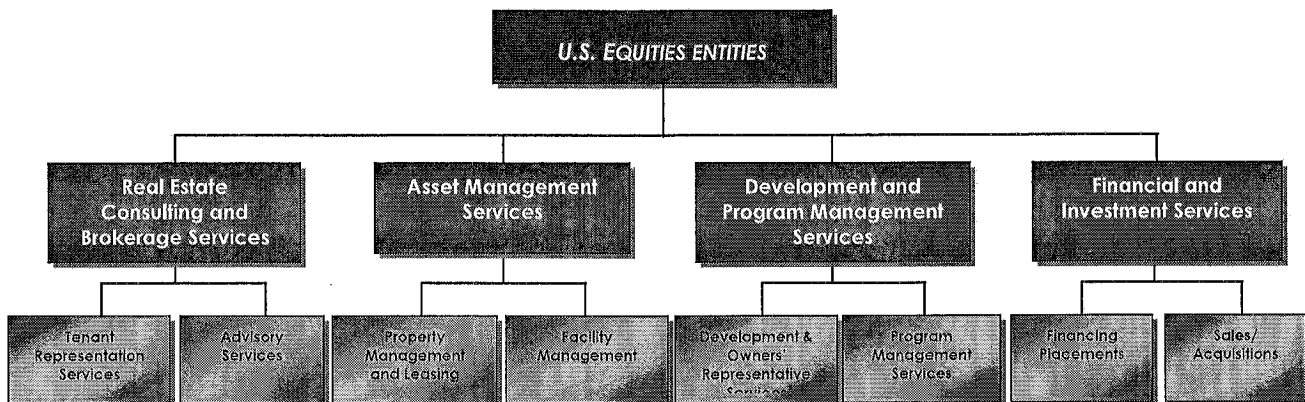 U.S. EQUITIES ENTITIES
Real Estate
Consulting and
Brokerage Services
Asset Management
Services
Development and
Program Management
Services
Financial and
Investment Services
Tenant
Representation
Services
Advisory
Services
Property
Management
and Leasing
Facility
Management
Development &
Owners'
Representative
Services
Program
Management
Services
Financing
Placements
Sales/
Acquisitions